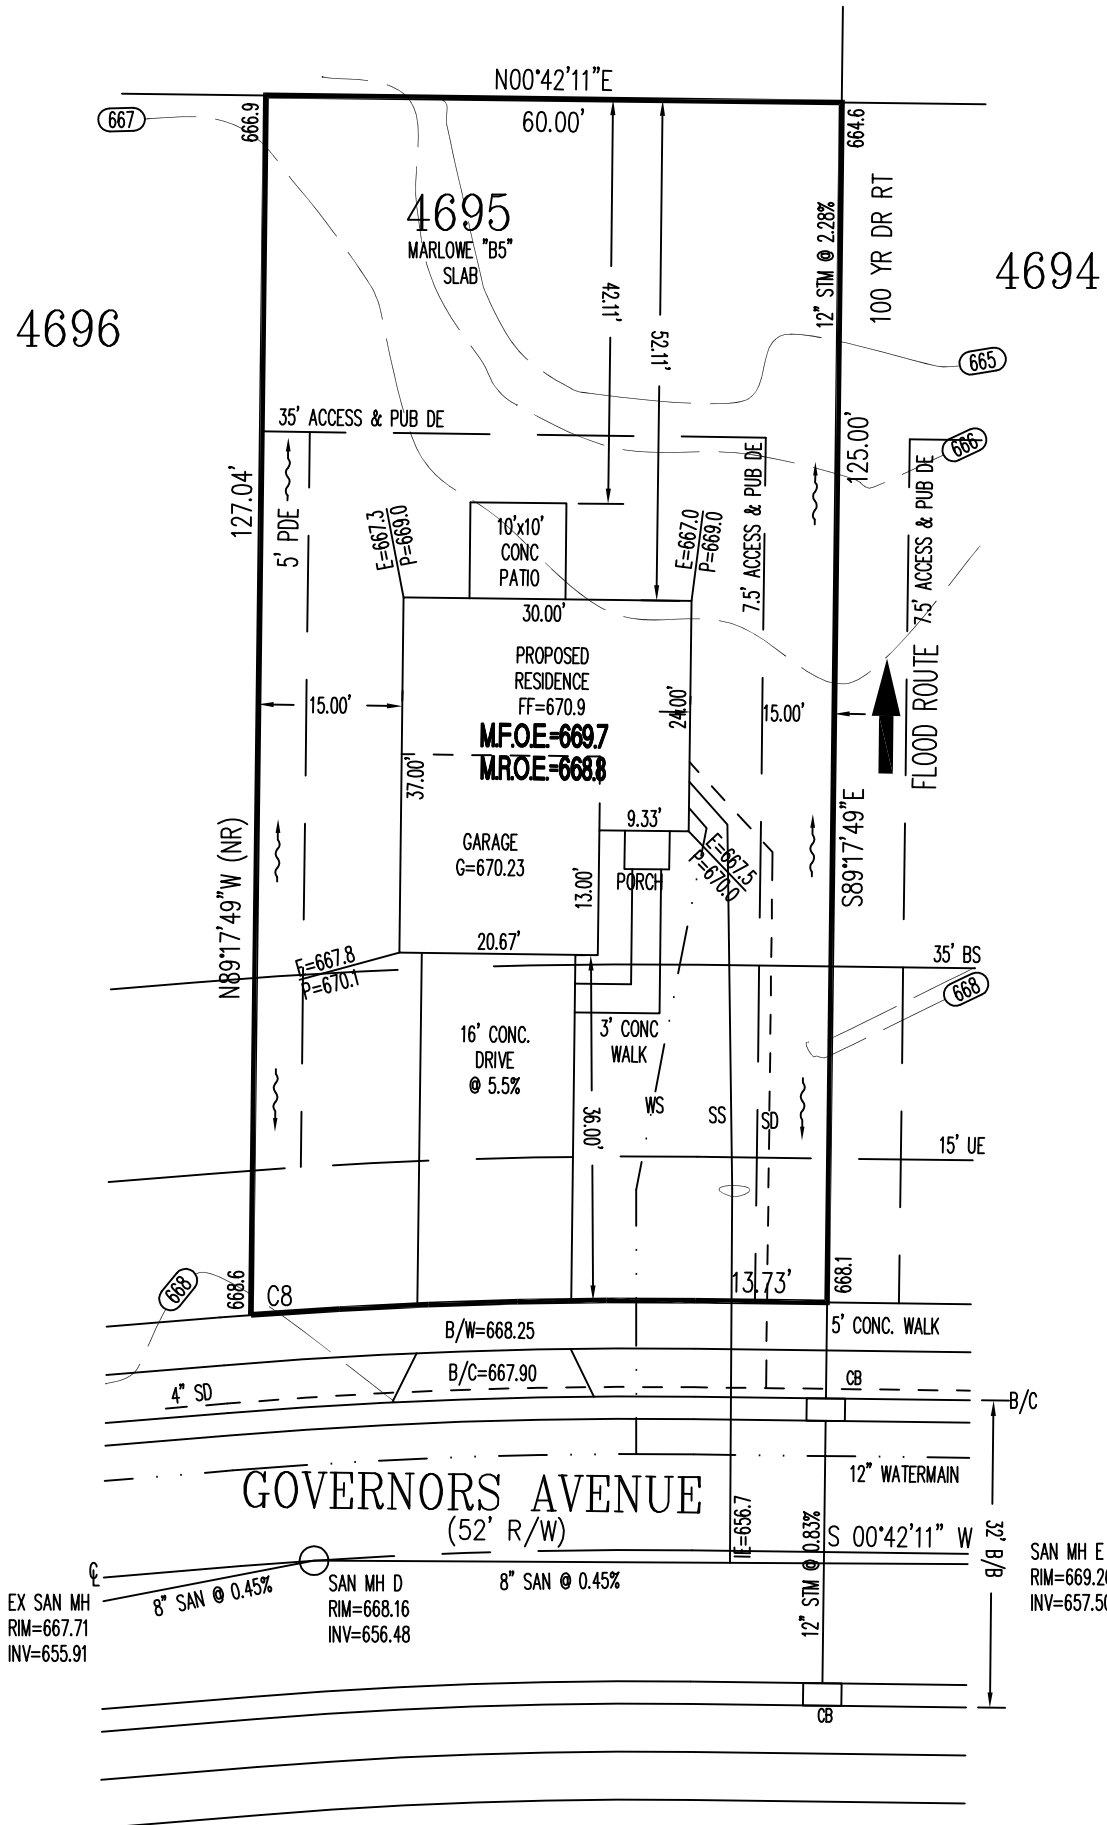 N00°42'11"E
60.00'
667
666.9
664.6
4695
MARLOWE "B5"
SLAB
12" STM @ 2.28%
100 YR DR RT
4694
4696
42.11'
52.11'
665
35' ACCESS & PUB DE
666
127.04'
125.00'
5' PDE
7.5' ACCESS & PUB DE
7.5' ACCESS & PUB DE
E=667.3
P=669.0
10'x10'
CONC
PATIO
E=667.0
P=669.0
30.00'
PROPOSED
RESIDENCE
FF=670.9
M.F.O.E.=669.7
M.R.O.E.=668.8
15.00'
24.00'
15.00'
FLOOD ROUTE
37.00'
9.33'
GARAGE
G=670.23
PORCH
13.00'
E=667.5
P=670.0
N89°17'49"W (NR)
S89°17'49"E
20.67'
E=667.8
P=670.1
35' BS
668
16' CONC.
DRIVE
@ 5.5%
3' CONC
WALK
36.00'
WS
SS
SD
15' UE
668
668.6
C8
13.73'
668.1
B/W=668.25
5' CONC. WALK
B/C=667.90
4" SD
CB
B/C
GOVERNORS AVENUE
(52' R/W)
12" WATERMAIN
IE=656.7
12" STM @ 0.83%
S 00°42'11" W
32' B/B
℄
8" SAN @ 0.45%
8" SAN @ 0.45%
EX SAN MH
RIM=667.71
INV=655.91
SAN MH D
RIM=668.16
INV=656.48
SAN MH E
RIM=669.20
INV=657.50
CB